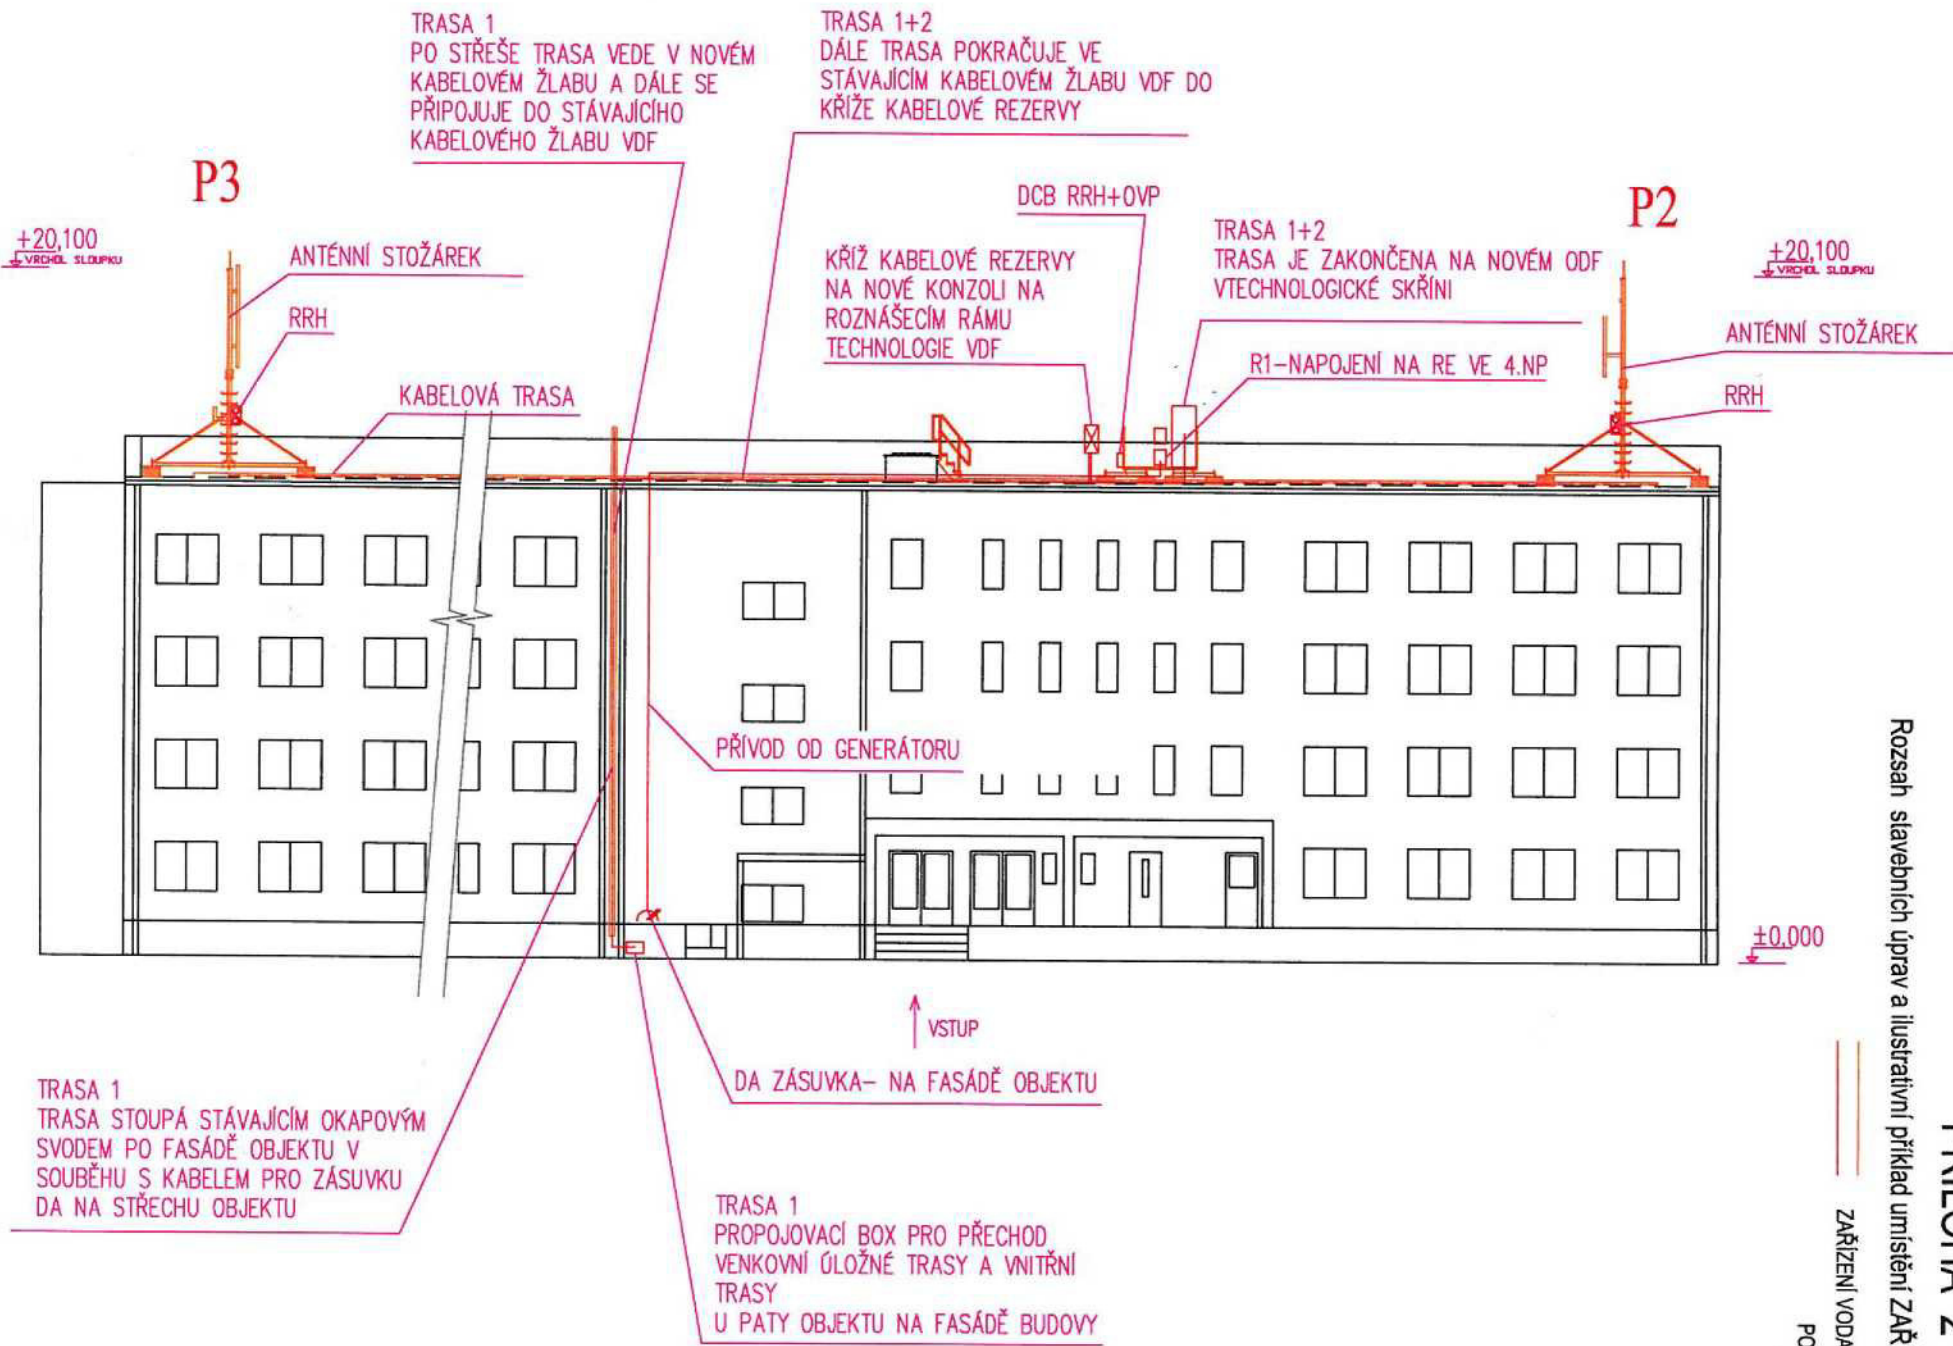 TRASA 1
PO STŘEŠE TRASA VEDE V NOVÉM
KABELOVÉM ŽLABU A DÁLE SE
PŘIPOJUJE DO STÁVAJÍCÍHO
KABELOVÉHO ŽLABU VDF
TRASA 1+2
DÁLE TRASA POKRAČUJE VE
STÁVAJÍCÍM KABELOVÉM ŽLABU VDF DO
KŘÍŽE KABELOVÉ REZERVY
P3
P2
DCB RRH+OVP
+20,100
VRCHOL SLOUPKU
ANTÉNNÍ STOŽÁREK
RRH
KABELOVÁ TRASA
KŘÍŽ KABELOVÉ REZERVY
NA NOVÉ KONZOLI NA
ROZNÁŠECÍM RÁMU
TECHNOLOGIE VDF
TRASA 1+2
TRASA JE ZAKONČENA NA NOVÉM ODF
VTECHNOLOGICKÉ SKŘÍNI
R1-NAPOJENÍ NA RE VE 4.NP
+20,100
VRCHOL SLOUPKU
ANTÉNNÍ STOŽÁREK
RRH
PŘÍVOD OD GENERÁTORU
±0,000
VSTUP
DA ZÁSUVKA- NA FASÁDĚ OBJEKTU
TRASA 1
TRASA STOUPÁ STÁVAJÍCÍM OKAPOVÝM
SVODEM PO FASÁDĚ OBJEKTU V
SOUBĚHU S KABELEM PRO ZÁSUVKU
DA NA STŘECHU OBJEKTU
TRASA 1
PROPOJOVACÍ BOX PRO PŘECHOD
VENKOVNÍ ÚLOŽNÉ TRASY A VNITŘNÍ
TRASY
U PATY OBJEKTU NA FASÁDĚ BUDOVY
Rozsah stavebních úprav a ilustrativní příklad umístění ZAŘ
ZAŘÍZENÍ VODA
PO